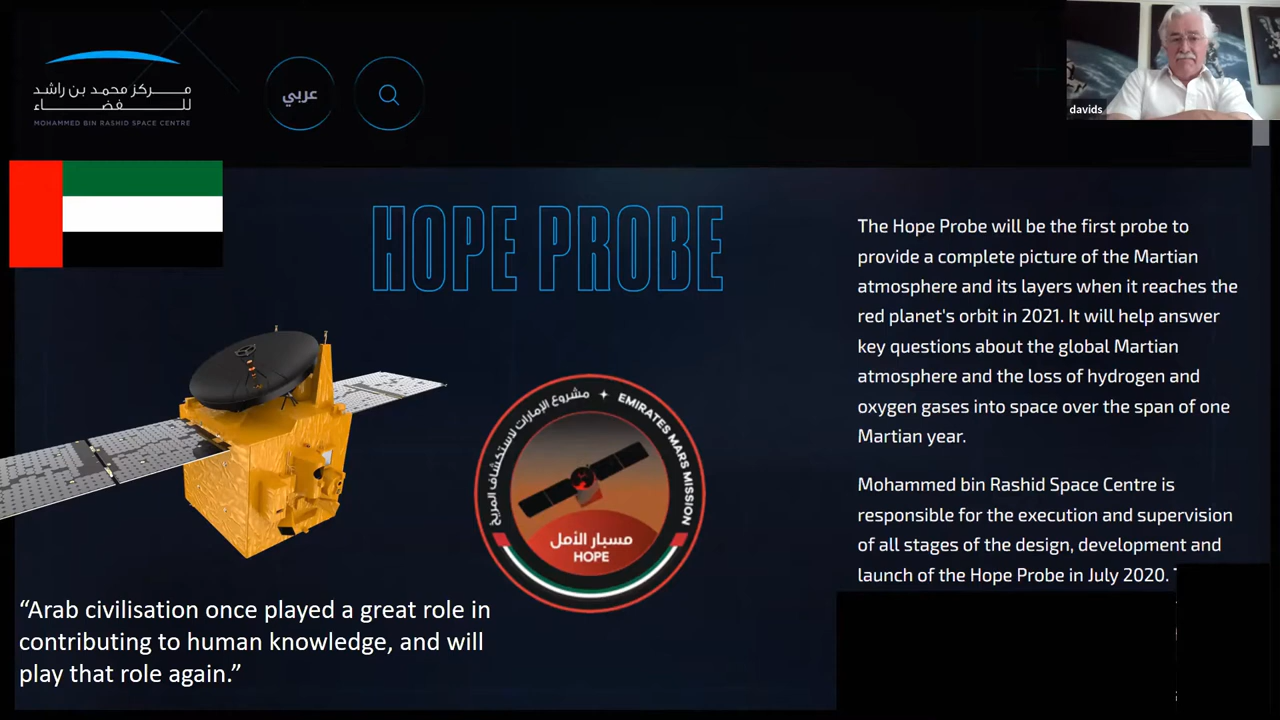 مركز محمد بن راشد
للفضاء
MOHAMMED BIN RASHID SPACE CENTRE
عربي
davids
HOPE PROBE
The Hope Probe will be the first probe to
provide a complete picture of the Martian
atmosphere and its layers when it reaches the
red planet's orbit in 2021. It will help answer
key questions about the global Martian
atmosphere and the loss of hydrogen and
oxygen gases into space over the span of one
Martian year.
Mohammed bin Rashid Space Centre is
responsible for the execution and supervision
of all stages of the design, development and
launch of the Hope Probe in July 2020.
مشروع الإمارات لاستكشاف المريخ
EMIRATES MARS MISSION
مسبار الأمل
HOPE
“Arab civilisation once played a great role in
contributing to human knowledge, and will
play that role again.”